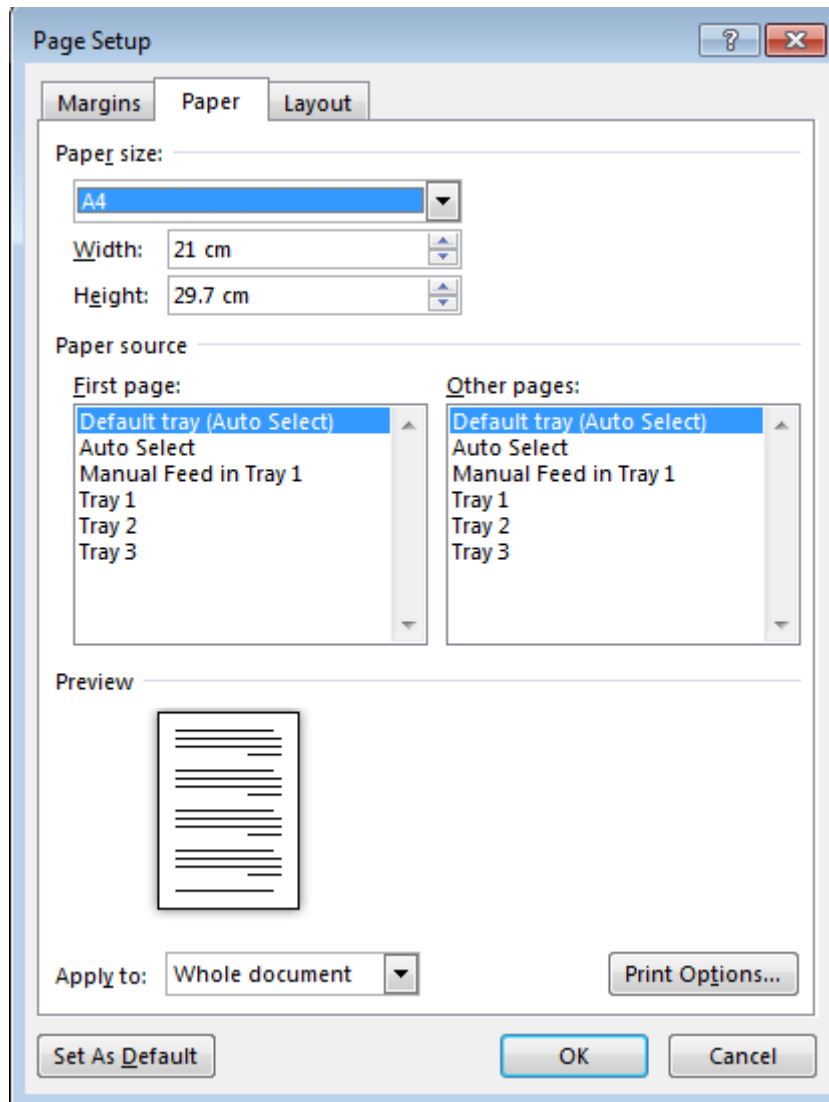 Page Setup
Margins Paper Layout
Paper size:
A4
Width: 21 cm
Height: 29.7 cm
Paper source
First page: Other pages:
Default tray (Auto Select) Default tray (Auto Select)
Auto Select Auto Select
Manual Feed in Tray 1 Manual Feed in Tray 1
Tray 1 Tray 1
Tray 2 Tray 2
Tray 3 Tray 3
Preview
Apply to: Whole document Print Options...
Set As Default OK Cancel